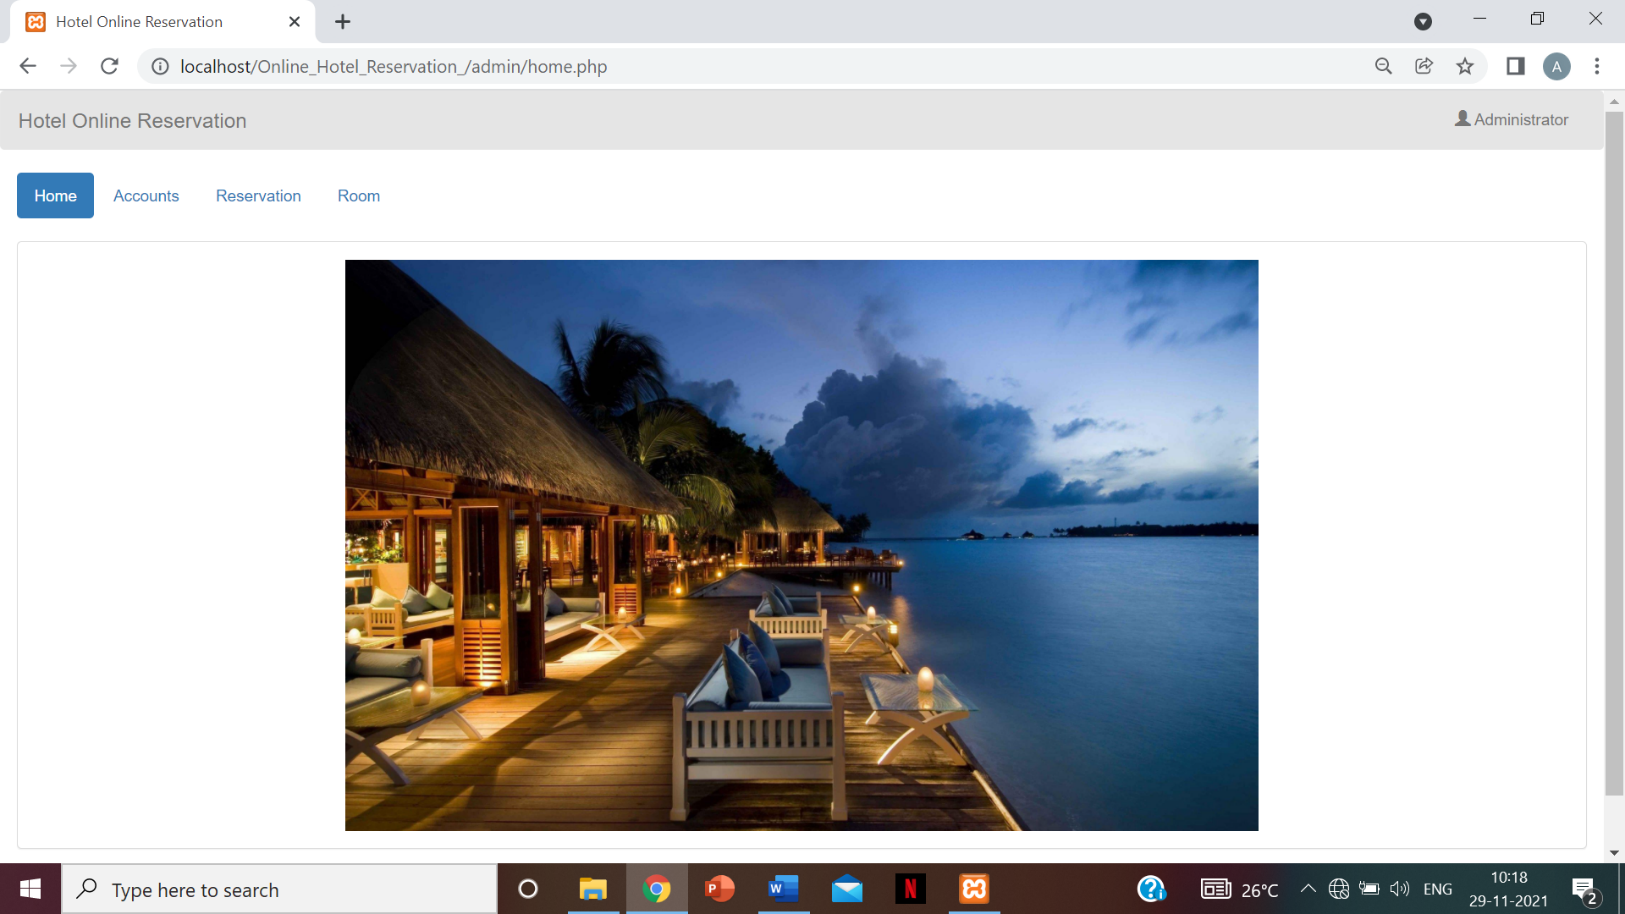 Hotel Online Reservation
localhost/Online_Hotel_Reservation_/admin/home.php
A
Hotel Online Reservation
Administrator
Home Accounts Reservation Room
Type here to search
P
W
N
26°C
ENG
10:18
29-11-2021
2